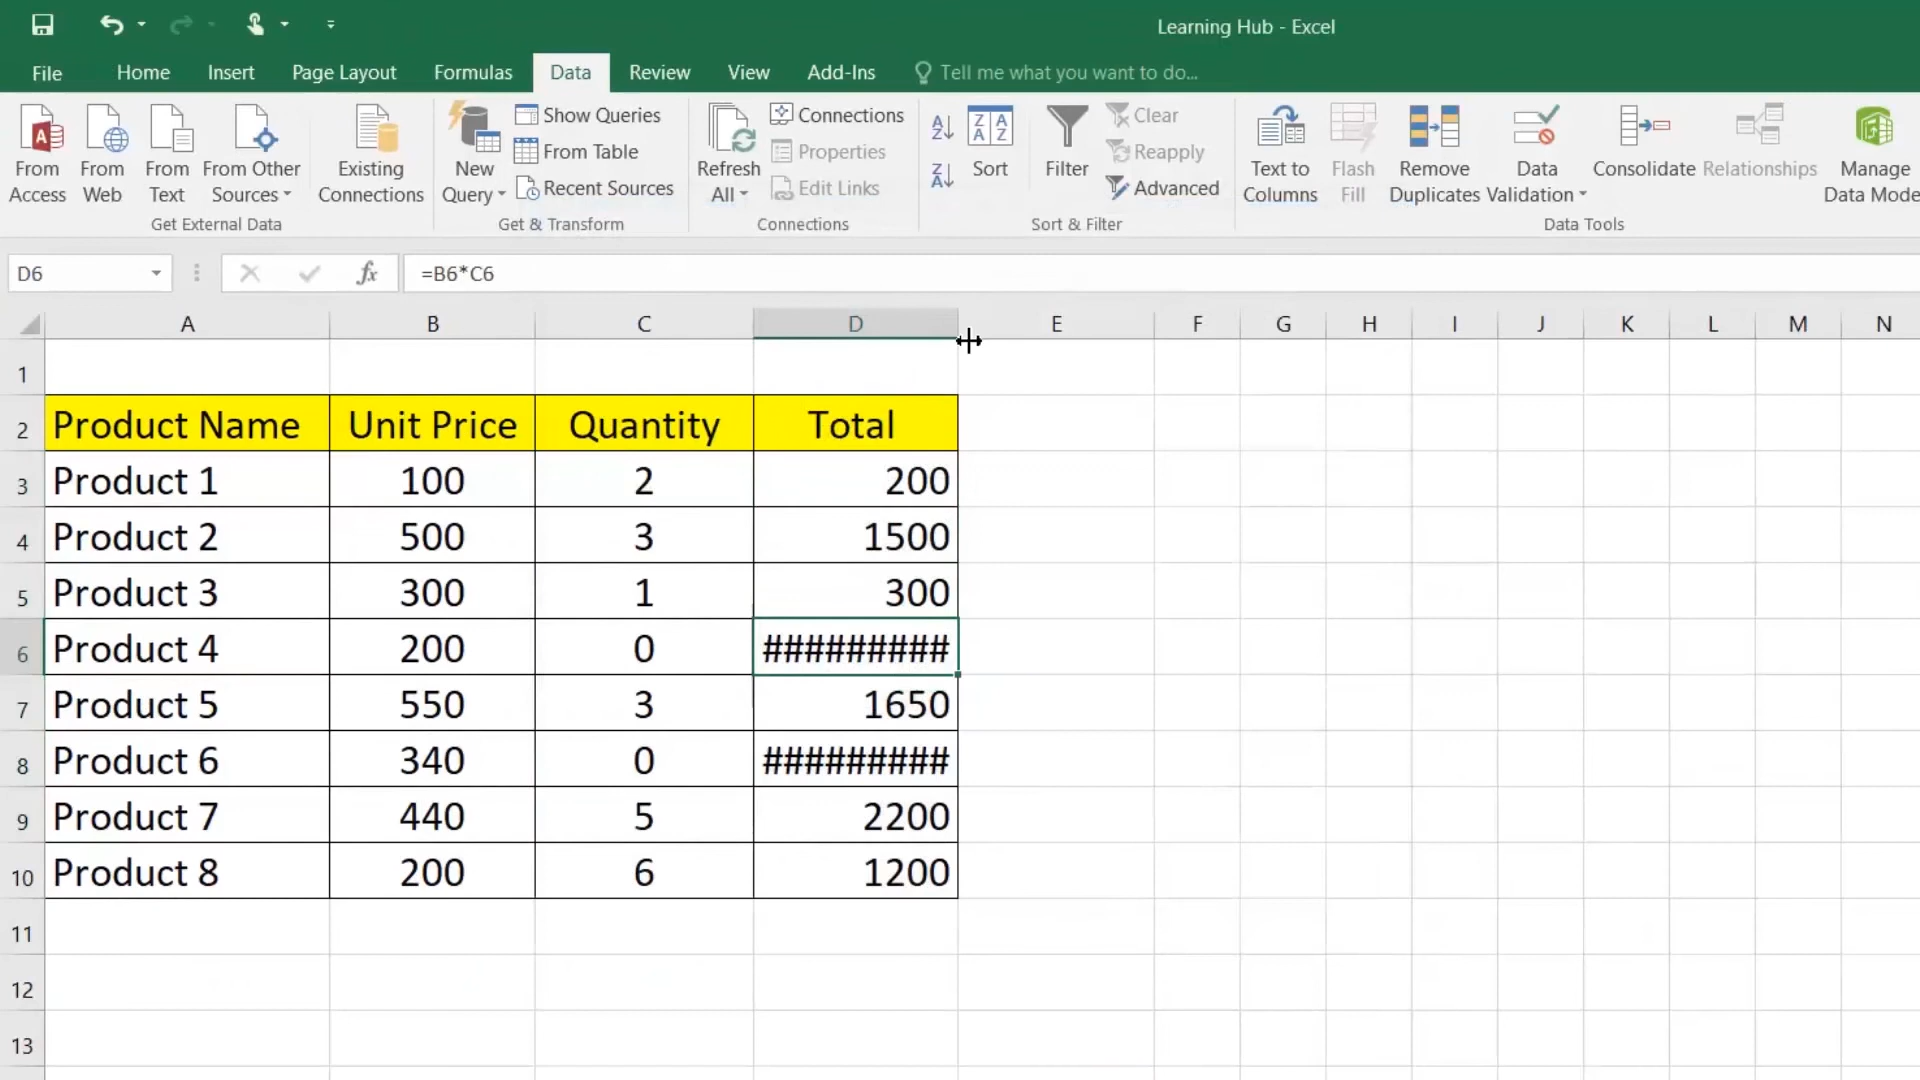 Learning Hub - Excel
File Home Insert Page Layout Formulas Data Review View Add-Ins Tell me what you want to do...
From Access
From Web
From Text
From Other Sources
Existing Connections
Get External Data
New Query
Show Queries
From Table
Recent Sources
Get & Transform
Refresh All
Connections
Properties
Edit Links
Connections
Sort
Filter
Clear
Reapply
Advanced
Sort & Filter
Text to Columns
Flash Fill
Remove Duplicates
Data Validation
Consolidate
Relationships
Manage Data Mode
Data Tools
D6 fx =B6*C6
A B C D E F G H I J K L M N
1
2 Product Name Unit Price Quantity Total
3 Product 1 100 2 200
4 Product 2 500 3 1500
5 Product 3 300 1 300
6 Product 4 200 0 #########
7 Product 5 550 3 1650
8 Product 6 340 0 #########
9 Product 7 440 5 2200
10 Product 8 200 6 1200
11
12
13